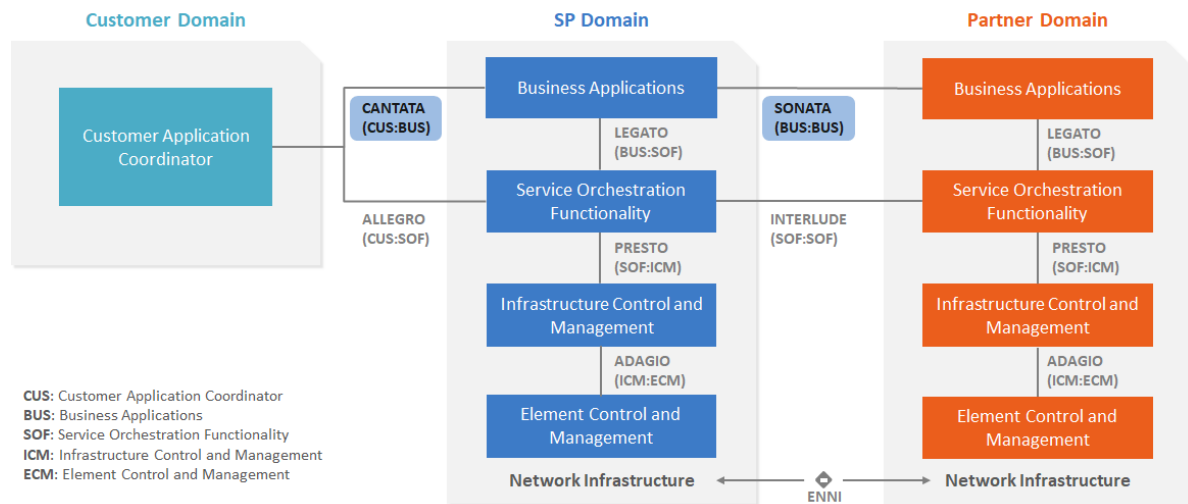 Customer Domain
SP Domain
Partner Domain
Customer Application
Coordinator
CANTATA
(CUS:BUS)
ALLEGRO
(CUS:SOF)
Business Applications
LEGATO
(BUS:SOF)
Service Orchestration
Functionality
PRESTO
(SOF:ICM)
Infrastructure Control and
Management
ADAGIO
(ICM:ECM)
Element Control and
Management
Network Infrastructure
SONATA
(BUS:BUS)
INTERLUDE
(SOF:SOF)
ENNI
Business Applications
LEGATO
(BUS:SOF)
Service Orchestration
Functionality
PRESTO
(SOF:ICM)
Infrastructure Control and
Management
ADAGIO
(ICM:ECM)
Element Control and
Management
Network Infrastructure
CUS: Customer Application Coordinator
BUS: Business Applications
SOF: Service Orchestration Functionality
ICM: Infrastructure Control and Management
ECM: Element Control and Management